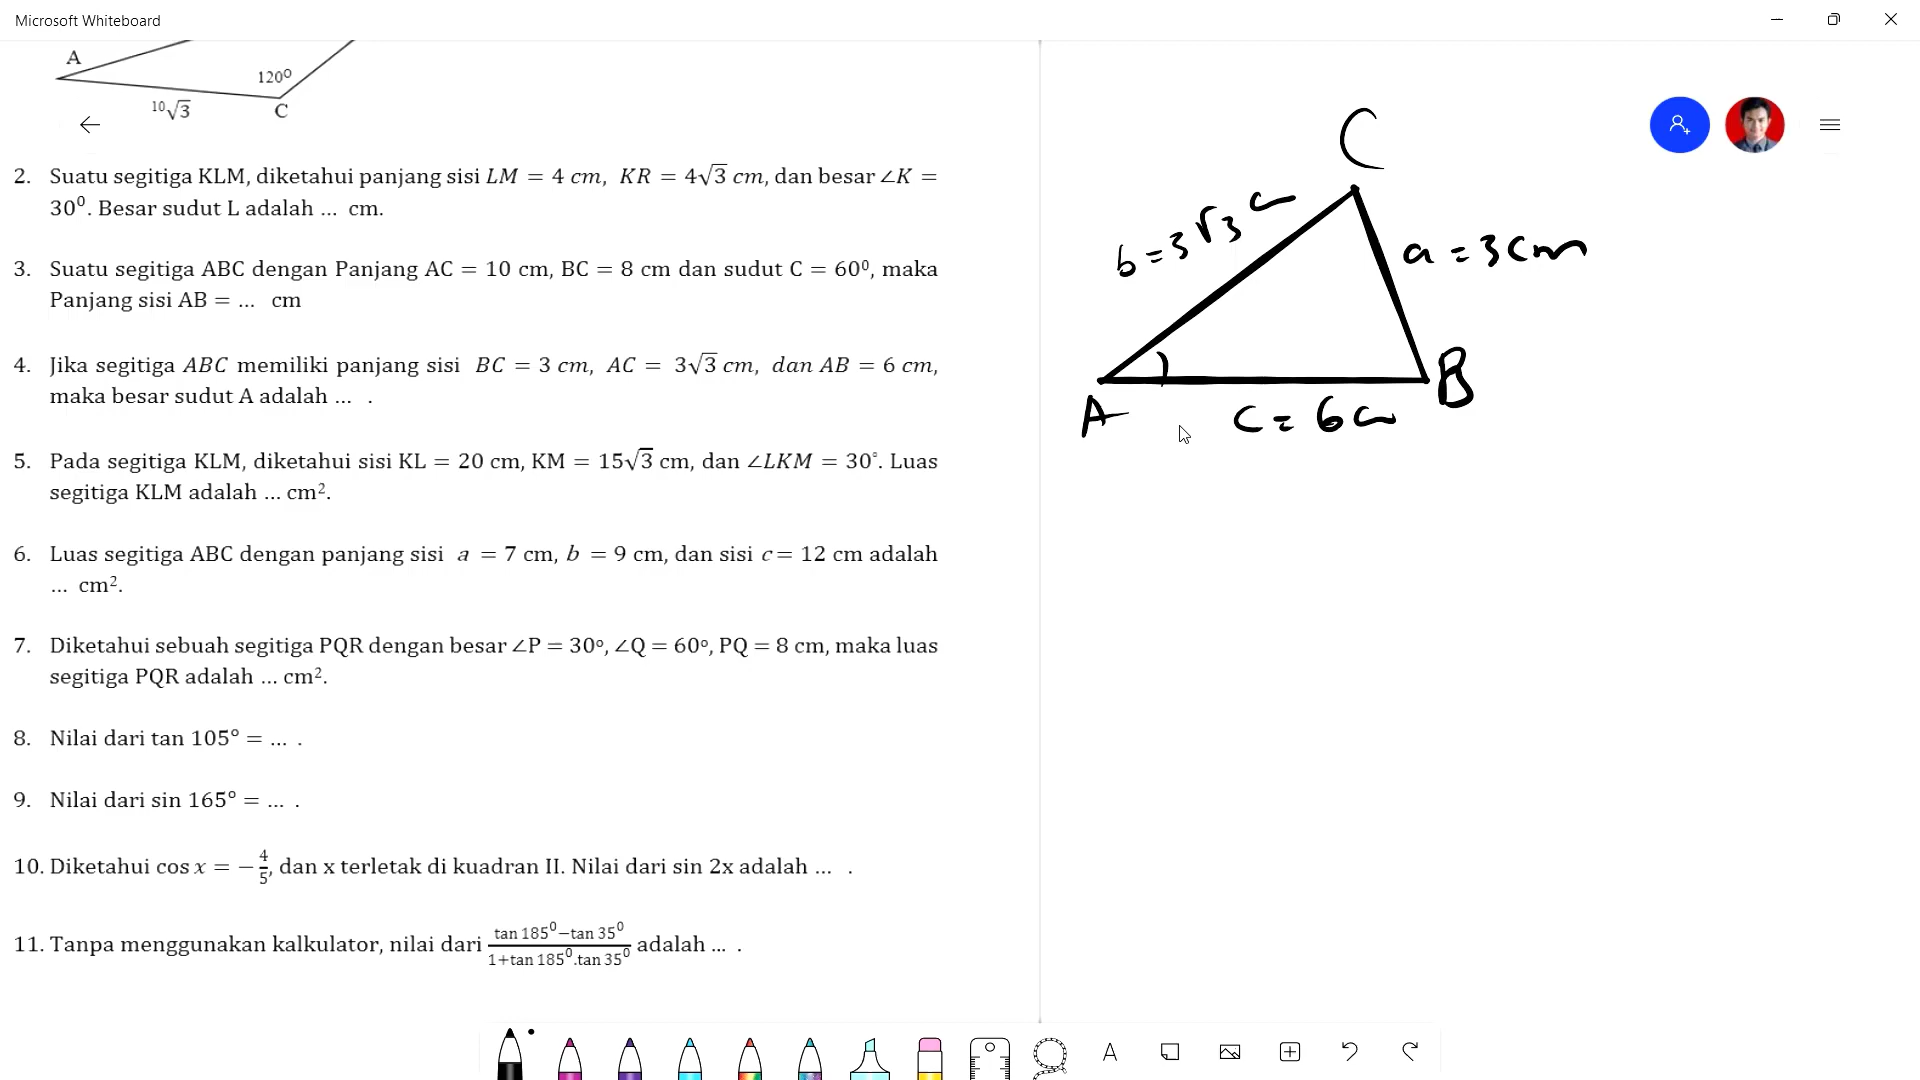 Microsoft Whiteboard
A
120⁰
10√3
C
2. Suatu segitiga KLM, diketahui panjang sisi LM = 4 cm, KR = 4√3 cm, dan besar ∠K =
30⁰. Besar sudut L adalah ... cm.
3. Suatu segitiga ABC dengan Panjang AC = 10 cm, BC = 8 cm dan sudut C = 60⁰, maka
Panjang sisi AB = ... cm
4. Jika segitiga ABC memiliki panjang sisi BC = 3 cm, AC = 3√3 cm, dan AB = 6 cm,
maka besar sudut A adalah ... .
5. Pada segitiga KLM, diketahui sisi KL = 20 cm, KM = 15√3 cm, dan ∠LKM = 30°. Luas
segitiga KLM adalah ... cm².
6. Luas segitiga ABC dengan panjang sisi a = 7 cm, b = 9 cm, dan sisi c = 12 cm adalah
... cm².
7. Diketahui sebuah segitiga PQR dengan besar ∠P = 30ᵒ, ∠Q = 60ᵒ, PQ = 8 cm, maka luas
segitiga PQR adalah ... cm².
8. Nilai dari tan 105° = ... .
9. Nilai dari sin 165° = ... .
10. Diketahui cos x = −4/5, dan x terletak di kuadran II. Nilai dari sin 2x adalah ... .
11. Tanpa menggunakan kalkulator, nilai dari (tan 185⁰−tan 35⁰)/(1+tan 185⁰.tan 35⁰) adalah ... .
C
b = 3√3 cm
a = 3 cm
A
B
c = 6 cm
A